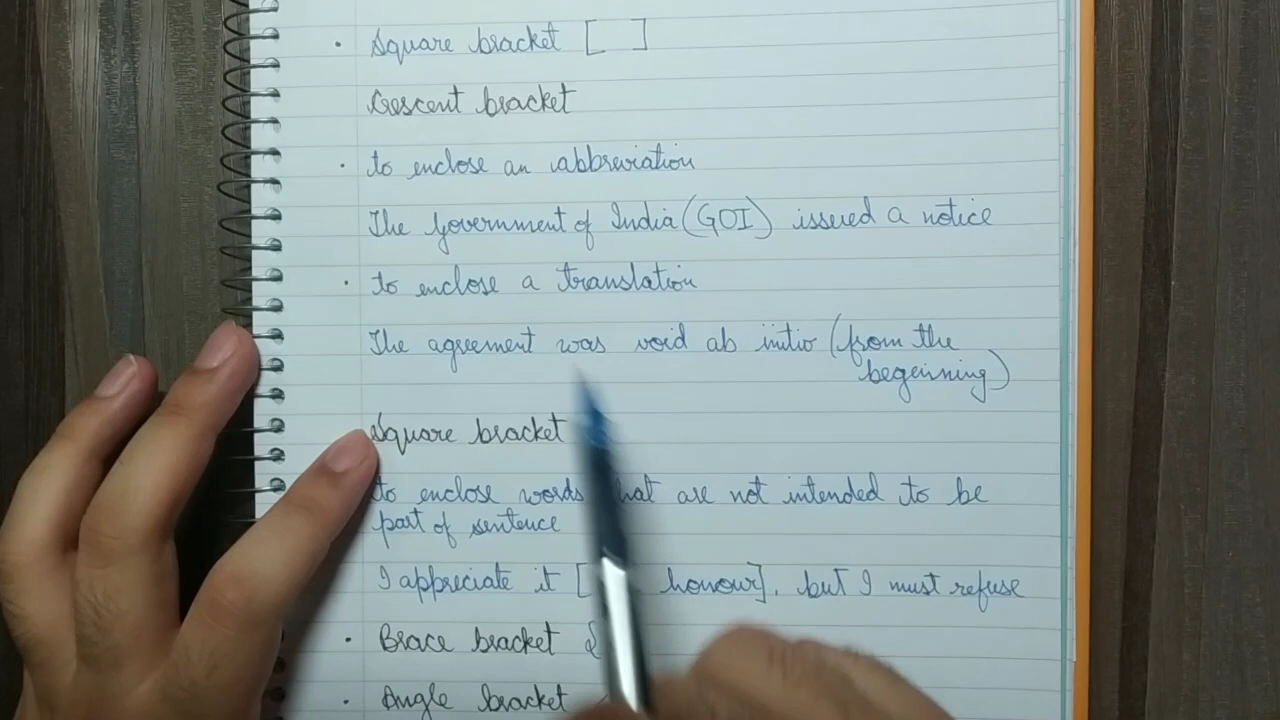 · Square bracket [ ]
Crescent bracket
· to enclose an abbreviation
The Government of India (GOI) issued a notice
· to enclose a translation
The agreement was void ab initio (from the
beginning)
Square bracket
to enclose words that are not intended to be
part of sentence
I appreciate it [ honour], but I must refuse
· Brace bracket {
· Angle bracket